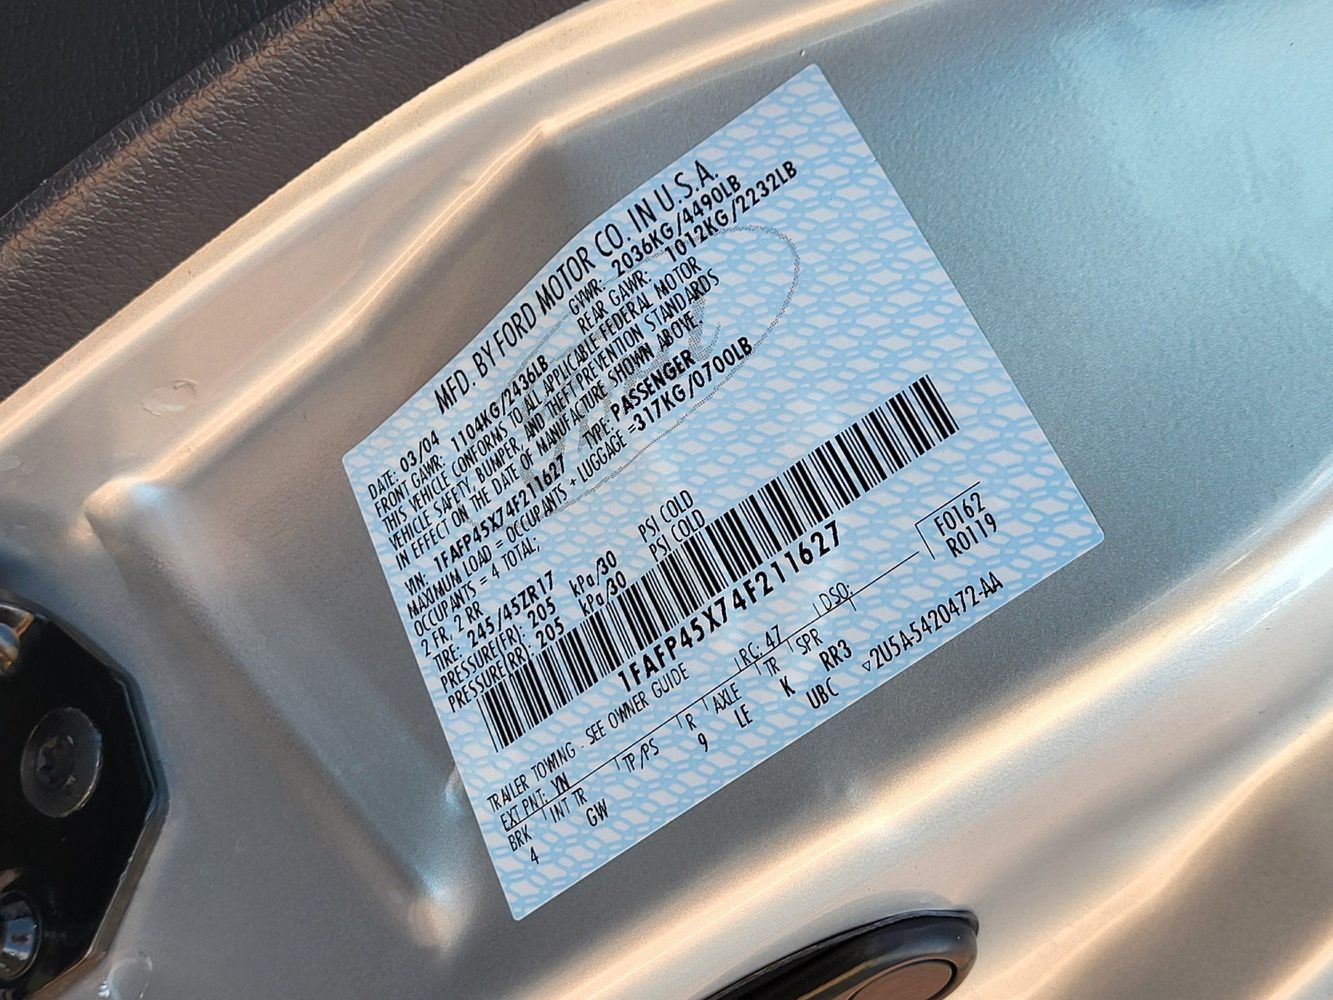 MFD. BY FORD MOTOR CO. IN U.S.A.
DATE: 03/04 GVWR: 2036KG/4490LB
FRONT GAWR: 1104KG/2436LB REAR GAWR: 1012KG/2232LB
THIS VEHICLE CONFORMS TO ALL APPLICABLE FEDERAL MOTOR
VEHICLE SAFETY, BUMPER, AND THEFT PREVENTION STANDARDS
IN EFFECT ON THE DATE OF MANUFACTURE SHOWN ABOVE.
VIN: 1FAFP45X74F211627 TYPE: PASSENGER
MAXIMUM LOAD = OCCUPANTS + LUGGAGE =317KG/0700LB
OCCUPANTS = 4 TOTAL;
2 FR, 2 RR
TIRE: 245/45ZR17
PRESSURE(FR): 205 kPa/30 PSI COLD
PRESSURE(RR): 205 kPa/30 PSI COLD
1FAFP45X74F211627
TRAILER TOWING - SEE OWNER GUIDE
F0162
EXT PNT: YN RC: 47 DSO: R0119
BRK INT TR TP/PS R AXLE TR SPR
4 GW 9 LE K RR3
UBC ▽2U5A-5420472-AA